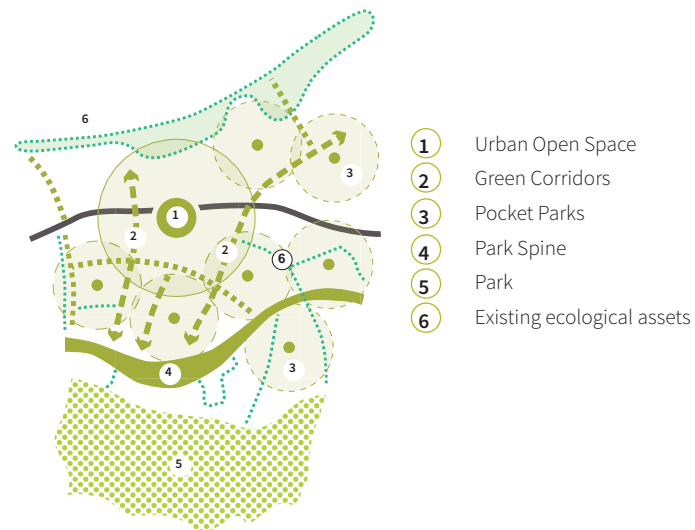 6
3
1
2
2
6
4
3
5
1 Urban Open Space
2 Green Corridors
3 Pocket Parks
4 Park Spine
5 Park
6 Existing ecological assets